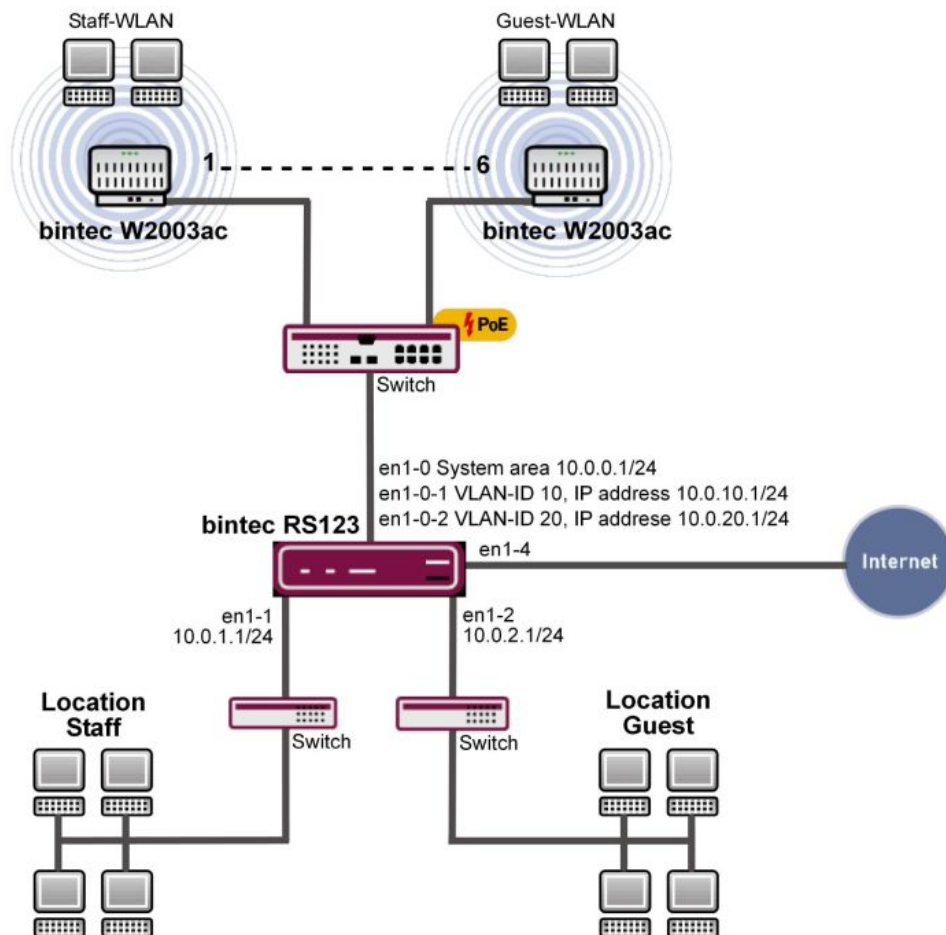 Staff-WLAN
Guest-WLAN
1
6
bintec W2003ac
bintec W2003ac
PoE
Switch
en1-0 System area 10.0.0.1/24
en1-0-1 VLAN-ID 10, IP address 10.0.10.1/24
en1-0-2 VLAN-ID 20, IP addrese 10.0.20.1/24
bintec RS123
en1-4
Internet
en1-1
10.0.1.1/24
en1-2
10.0.2.1/24
Location
Staff
Switch
Switch
Location
Guest